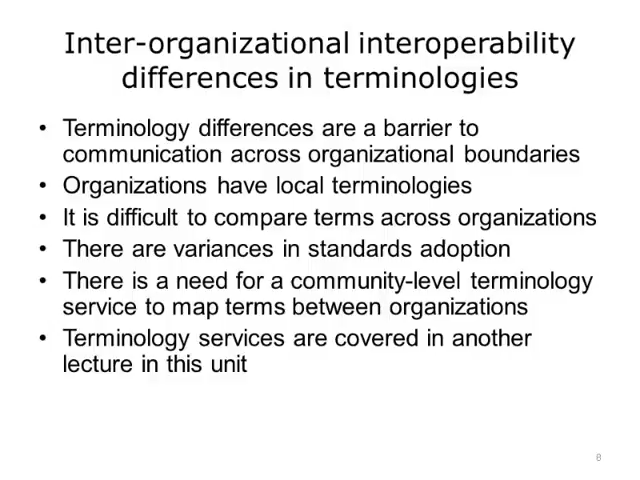 Inter-organizational interoperability
differences in terminologies
• Terminology differences are a barrier to
communication across organizational boundaries
• Organizations have local terminologies
• It is difficult to compare terms across organizations
• There are variances in standards adoption
• There is a need for a community-level terminology
service to map terms between organizations
• Terminology services are covered in another
lecture in this unit
8